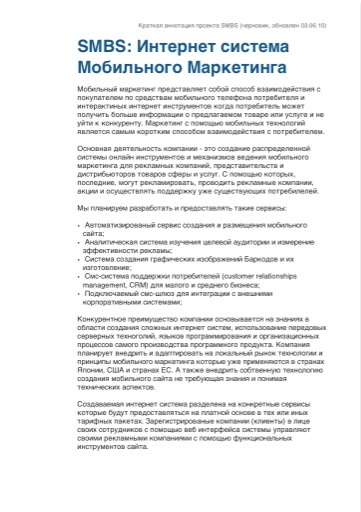 Краткая аннотация проекта SMBS (черновик, обновлен 03.06.10)
SMBS: Интернет система
Мобильного Маркетинга
Мобильный маркетинг представляет собой способ взаимодействия с
покупателем по средствам мобильного телефона потребителя и
интерактивных интернет инструментов когда потребитель может
получить больше информации о предлагаемом товаре или услуге и не
уйти к конкуренту. Маркетинг с помощью мобильных технологий
является самым коротким способом взаимодействия с потребителем.
Основная деятельность компании - это создание распределенной
системы онлайн инструментов и механизмов ведения мобильного
маркетинга для рекламных компаний, представительств и
дистрибьюторов товаров сферы и услуг. С помощью которых,
последние, могут рекламировать, проводить рекламные компании,
акции и осуществлять поддержку уже существующих потребилелей.
Мы планируем разработать и предоставлять такие сервисы:
• Автоматизированый сервис создания и размещения мобильного
сайта;
• Аналитическая система изучения целевой аудитории и измерение
эффективности рекламы;
• Система создания графических изображений Баркодов и их
изготовление;
• Смс-система поддержки потребителей (customer relationships
management, CRM) для малого и среднего бизнеса;
• Подключаемый смс-шлюз для интеграции с внешними
корпоративными системами;
Конкурентное преимущество компании основывается на знаниях в
области создания сложных интернет систем, использование передовых
серверных технотогий, языков программирования и организационных
процессов самого производства программного продукта. Компания
планирует внедрить и адаптировать на локальный рынок технологии и
принципы мобильного маркетинга которые уже применяются в странах
Японии, США и странах ЕС. А также внедрить собтвенную технологию
создания мобильного сайта не требующая знания и понимая
технических аспектов.
Создаваемая интернет система разделена на конкретные сервисы
которые будут предоставляться на платной основе в тех или иных
тарифных пакетах. Зарегистрированые компании (клиенты) в лице
своих сотрудников с помощью веб интерфейса системы управляют
своими рекламными компаниями с помощью функциональных
инструментов сайта.